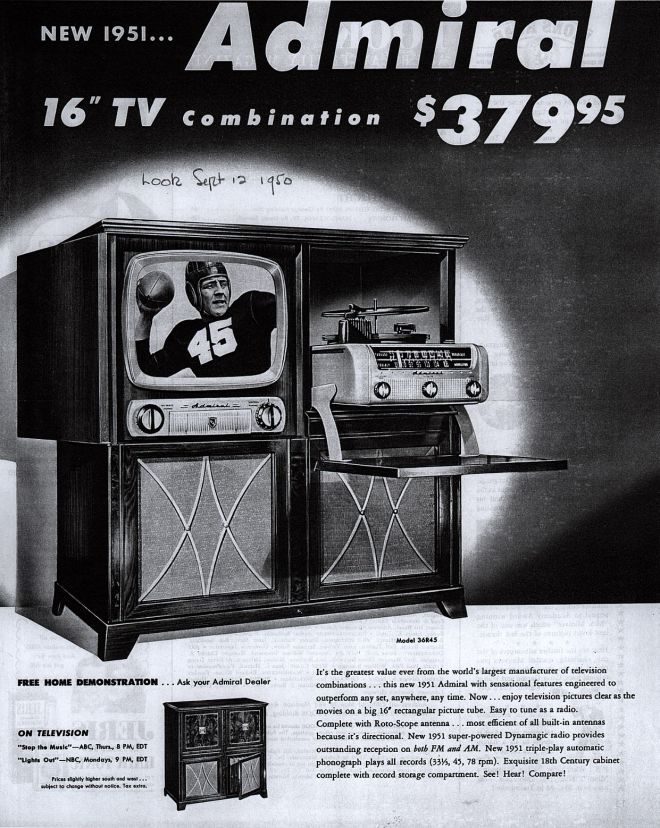 NEW 1951... Admiral
16" TV Combination $379.95
Look Sept 12 1950
45
Admiral
Admiral
Model 36R45
FREE HOME DEMONSTRATION . . . Ask your Admiral Dealer
ON TELEVISION
"Stop the Music"—ABC, Thurs., 8 PM, EDT
"Lights Out"—NBC, Mondays, 9 PM, EDT
Prices slightly higher south and west . . .
subject to change without notice. Tax extra.
It's the greatest value ever from the world's largest manufacturer of television
combinations . . . this new 1951 Admiral with sensational features engineered to
outperform any set, anywhere, any time. Now . . . enjoy television pictures clear as the
movies on a big 16" rectangular picture tube. Easy to tune as a radio.
Complete with Roto-Scope antenna . . . most efficient of all built-in antennas
because it's directional. New 1951 super-powered Dynamagic radio provides
outstanding reception on both FM and AM. New 1951 triple-play automatic
phonograph plays all records (33⅓, 45, 78 rpm). Exquisite 18th Century cabinet
complete with record storage compartment. See! Hear! Compare!